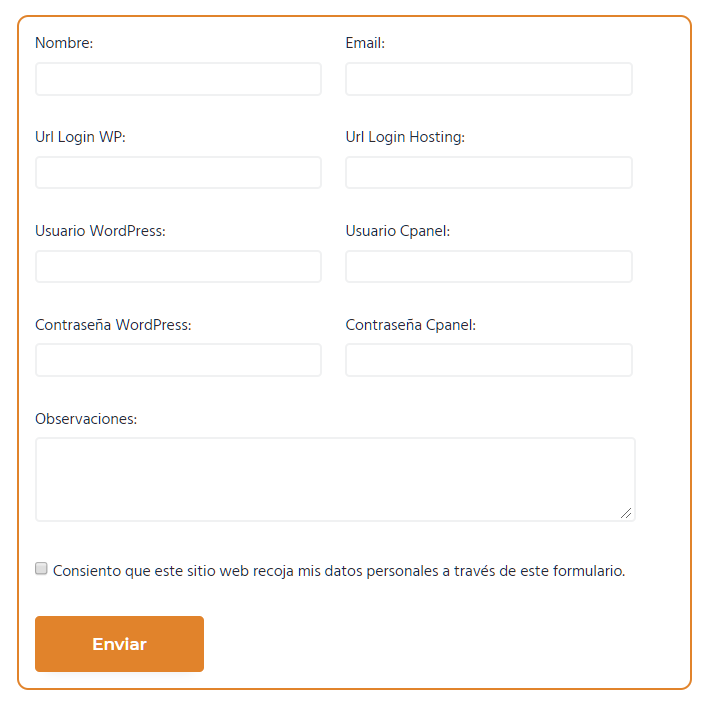 Nombre:
Email:
Url Login WP:
Url Login Hosting:
Usuario WordPress:
Usuario Cpanel:
Contraseña WordPress:
Contraseña Cpanel:
Observaciones:
Consiento que este sitio web recoja mis datos personales a través de este formulario.
Enviar